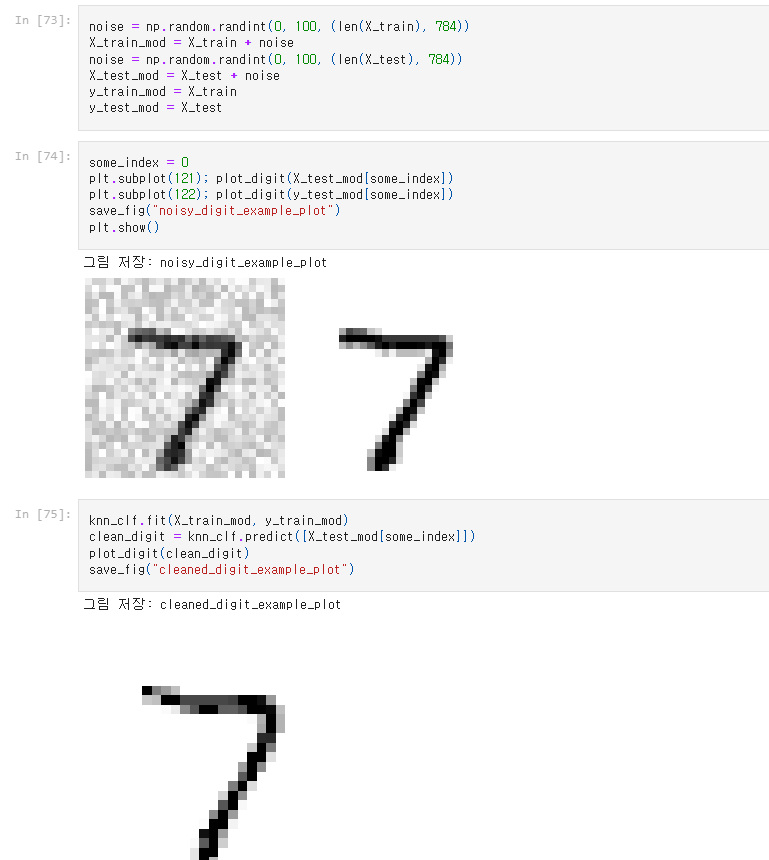 In [73]:
noise = np.random.randint(0, 100, (len(X_train), 784))
X_train_mod = X_train + noise
noise = np.random.randint(0, 100, (len(X_test), 784))
X_test_mod = X_test + noise
y_train_mod = X_train
y_test_mod = X_test
In [74]:
some_index = 0
plt.subplot(121); plot_digit(X_test_mod[some_index])
plt.subplot(122); plot_digit(y_test_mod[some_index])
save_fig("noisy_digit_example_plot")
plt.show()
그림 저장: noisy_digit_example_plot
7 7
In [75]:
knn_clf.fit(X_train_mod, y_train_mod)
clean_digit = knn_clf.predict([X_test_mod[some_index]])
plot_digit(clean_digit)
save_fig("cleaned_digit_example_plot")
그림 저장: cleaned_digit_example_plot
7